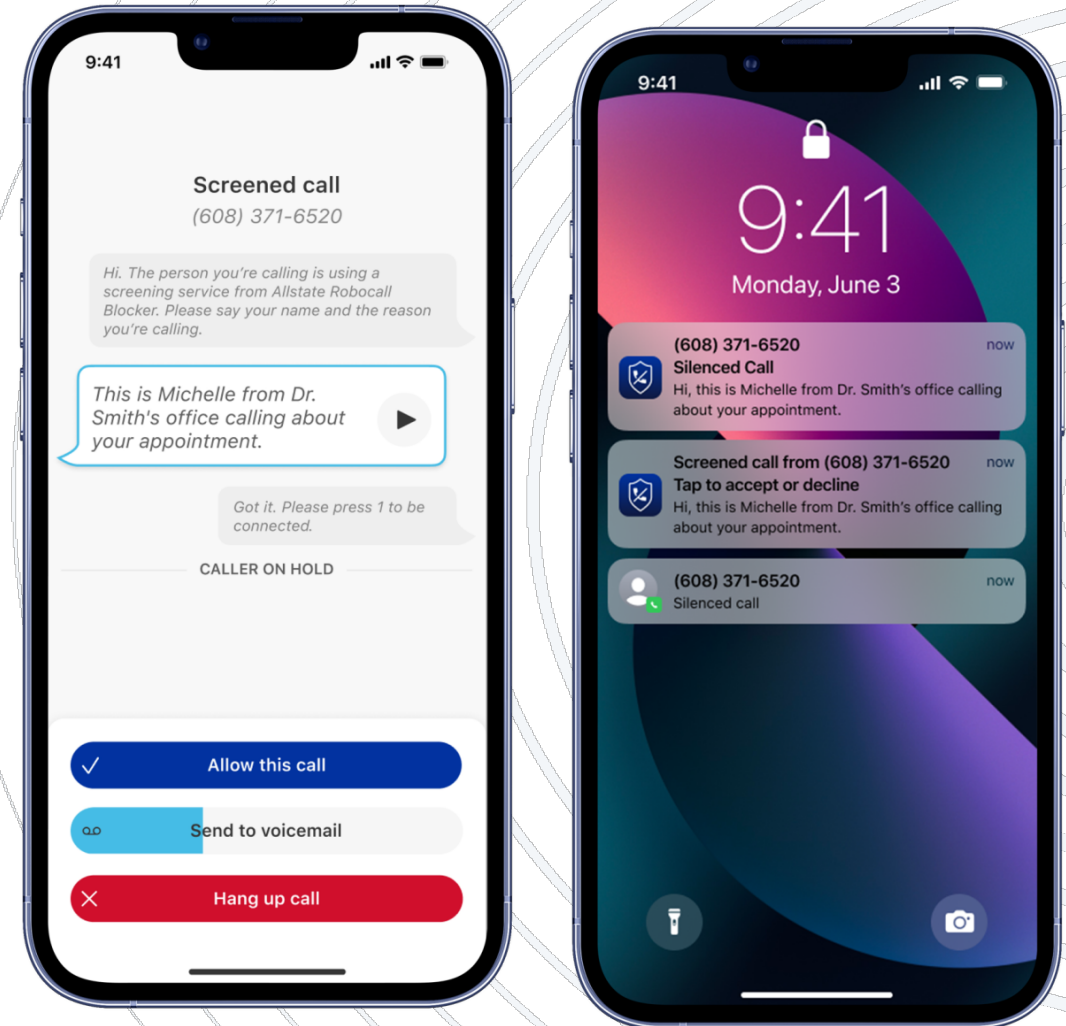 9:41
Screened call
(608) 371-6520
Hi. The person you're calling is using a
screening service from Allstate Robocall
Blocker. Please say your name and the reason
you're calling.
This is Michelle from Dr.
Smith's office calling about
your appointment.
Got it. Please press 1 to be
connected.
CALLER ON HOLD
Allow this call
Send to voicemail
Hang up call
9:41
9:41
Monday, June 3
(608) 371-6520 now
Silenced Call
Hi, this is Michelle from Dr. Smith's office calling
about your appointment.
Screened call from (608) 371-6520 now
Tap to accept or decline
Hi, this is Michelle from Dr. Smith's office calling
about your appointment.
(608) 371-6520 now
Silenced call